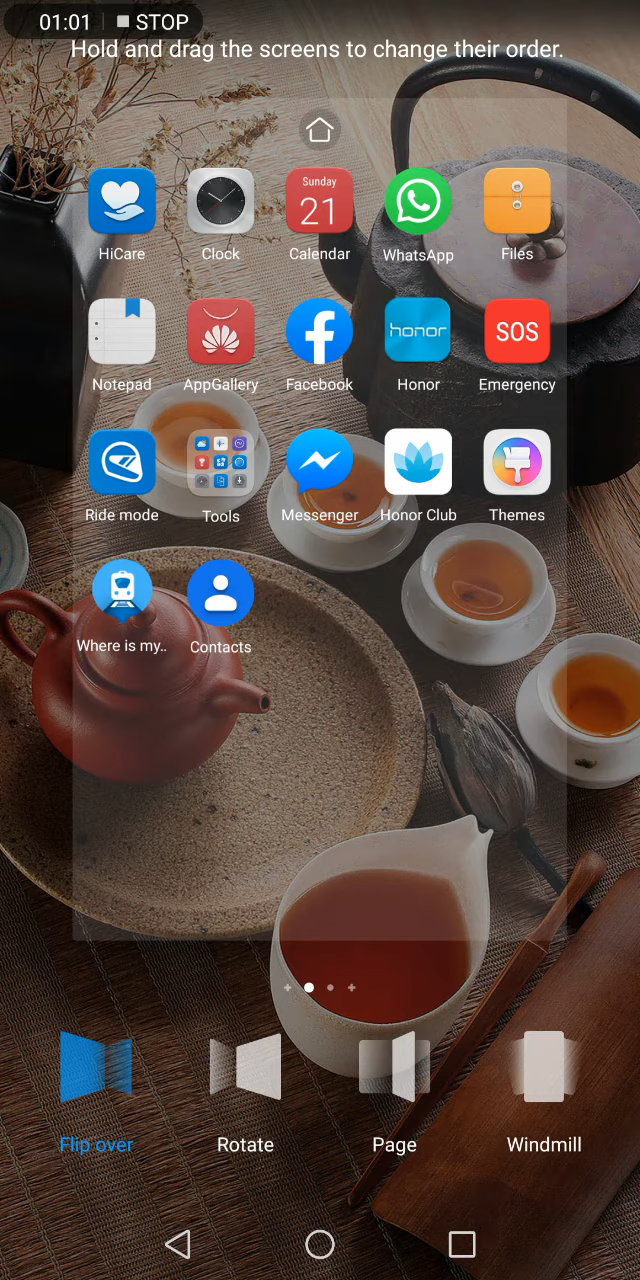 01:01 STOP
Hold and drag the screens to change their order.
Sunday
21
HiCare Clock Calendar WhatsApp Files
honor SOS
Notepad AppGallery Facebook Honor Emergency
Ride mode Tools Messenger Honor Club Themes
Where is my.. Contacts
Flip over Rotate Page Windmill